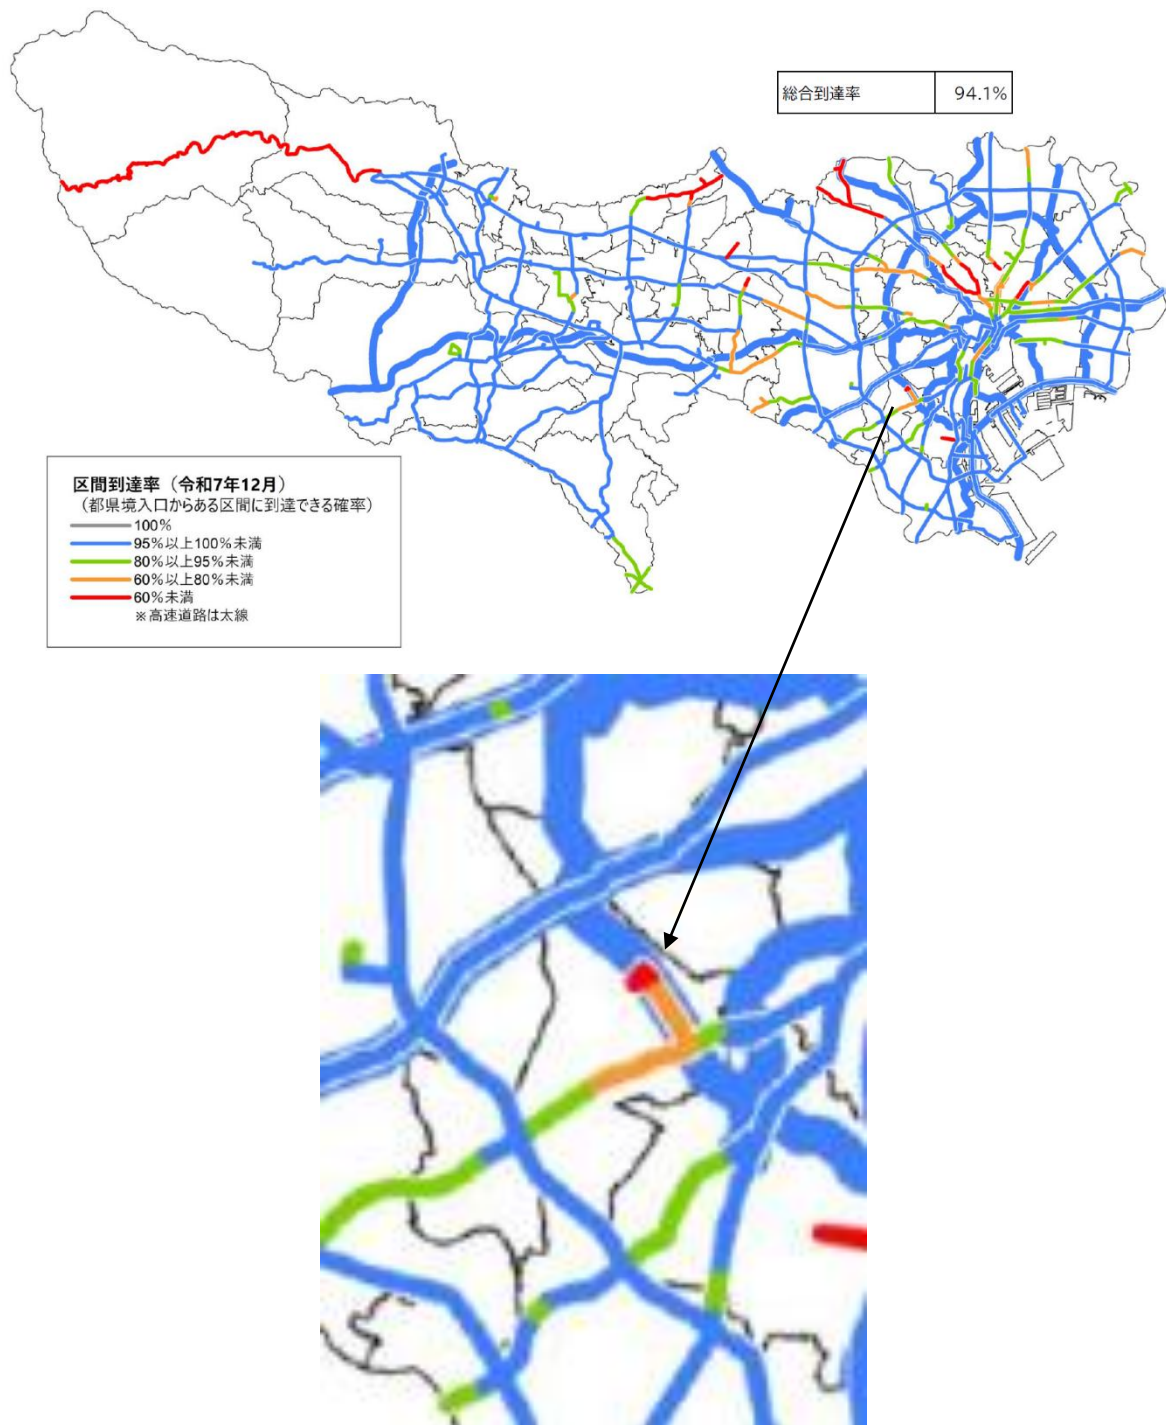 総合到達率 94.1%
区間到達率（令和7年12月）
（都県境入口からある区間に到達できる確率）
100%
95%以上100%未満
80%以上95%未満
60%以上80%未満
60%未満
※高速道路は太線